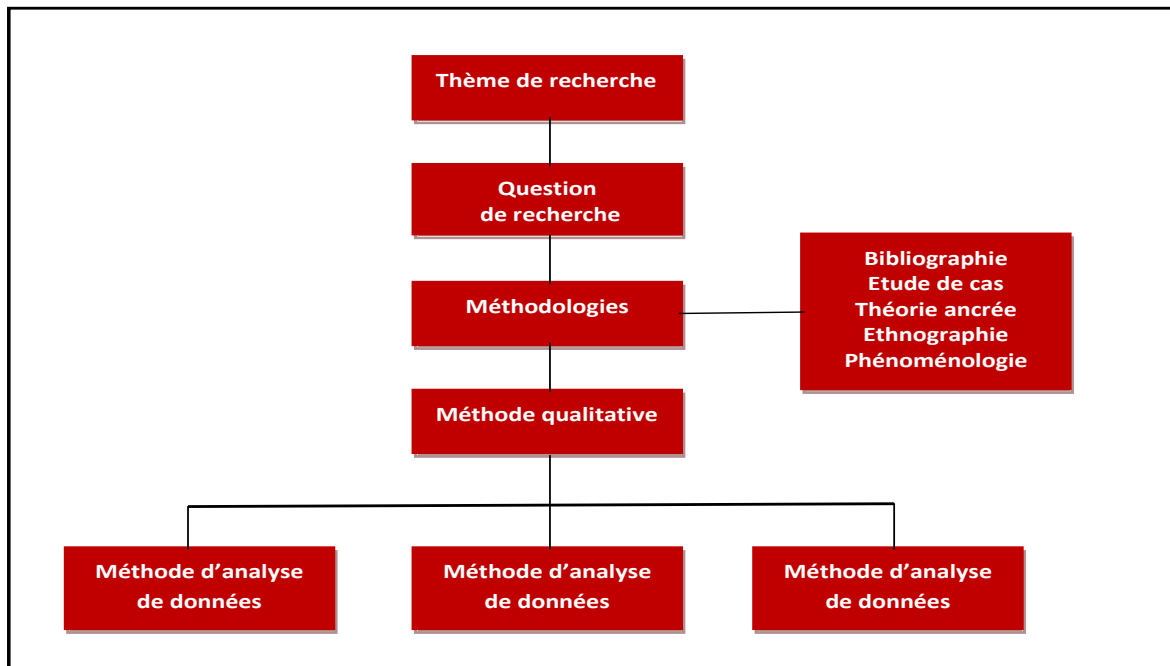 Thème de recherche
Question
de recherche
Méthodologies
Bibliographie
Etude de cas
Théorie ancrée
Ethnographie
Phénoménologie
Méthode qualitative
Méthode d’analyse
de données
Méthode d’analyse
de données
Méthode d’analyse
de données